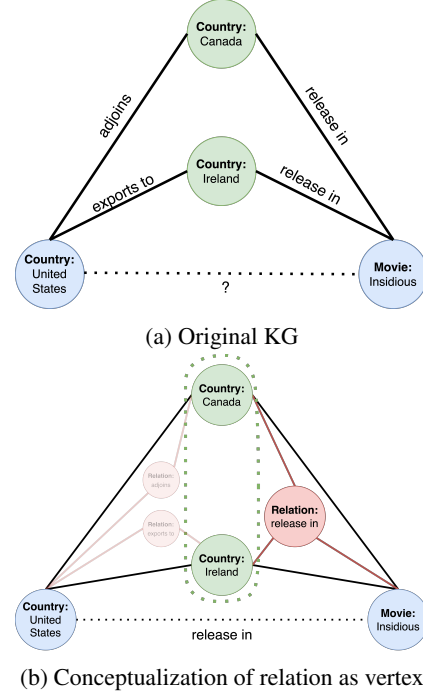 Country:
Canada
adjoins
release in
Country:
Ireland
exports to
release in
Country:
United
States
Movie:
Insidious
?
(a) Original KG
Country:
Canada
Relation:
adjoins
Relation:
release in
Relation:
exports to
Country:
Ireland
Country:
United
States
Movie:
Insidious
release in
(b) Conceptualization of relation as vertex